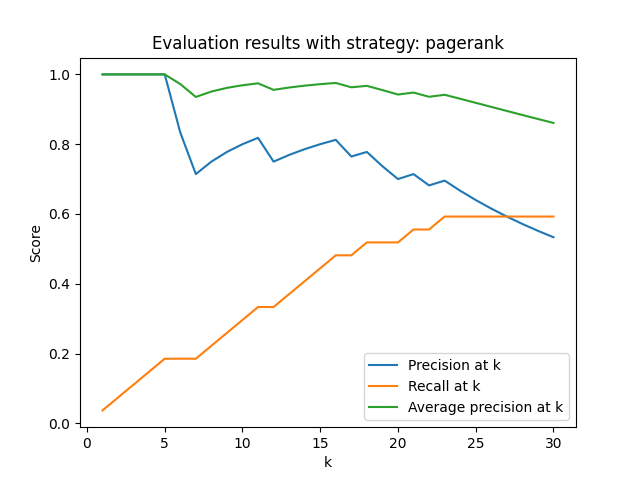 Evaluation results with strategy: pagerank
1.0
0.8
0.6
0.4
0.2
0.0
Score
0 5 10 15 20 25 30
k
Precision at k
Recall at k
Average precision at k